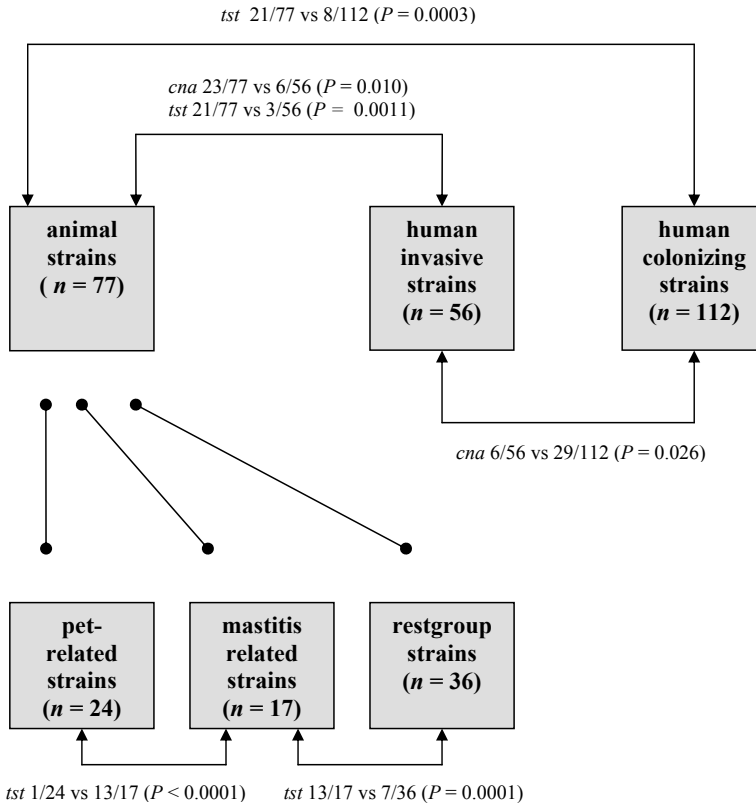 tst 21/77 vs 8/112 (P = 0.0003)
cna 23/77 vs 6/56 (P = 0.010)
tst 21/77 vs 3/56 (P = 0.0011)
animal
strains
( n = 77)
human
invasive
strains
(n = 56)
human
colonizing
strains
(n = 112)
cna 6/56 vs 29/112 (P = 0.026)
pet-
related
strains
(n = 24)
mastitis
related
strains
(n = 17)
restgroup
strains
(n = 36)
tst 1/24 vs 13/17 (P < 0.0001)
tst 13/17 vs 7/36 (P = 0.0001)